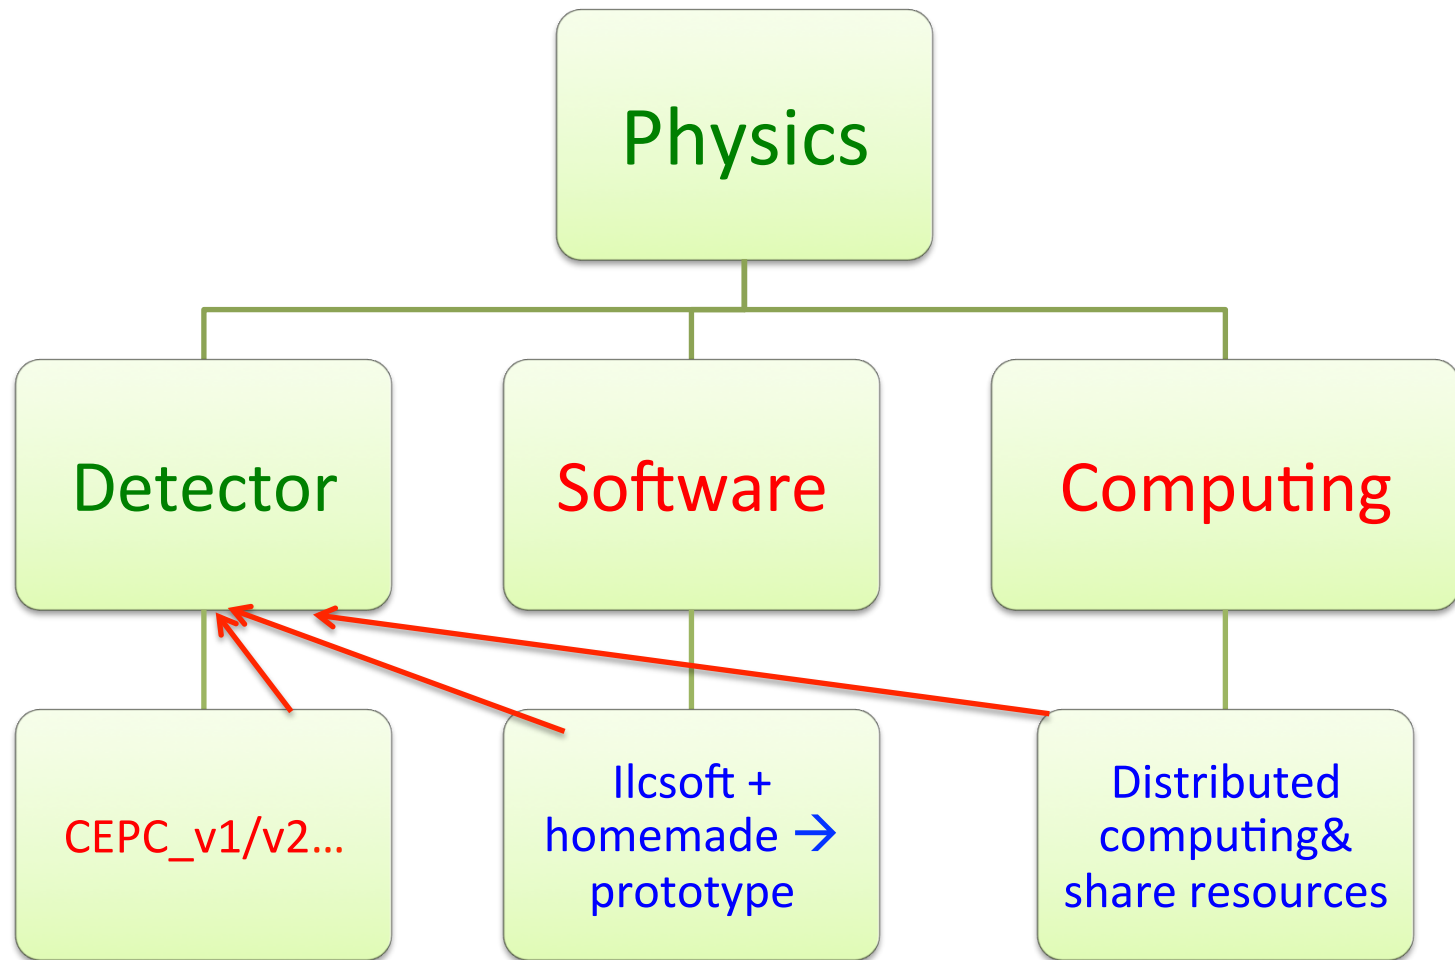 Physics
Detector
Software
Computing
CEPC_v1/v2...
Ilcsoft +
homemade →
prototype
Distributed
computing&
share resources